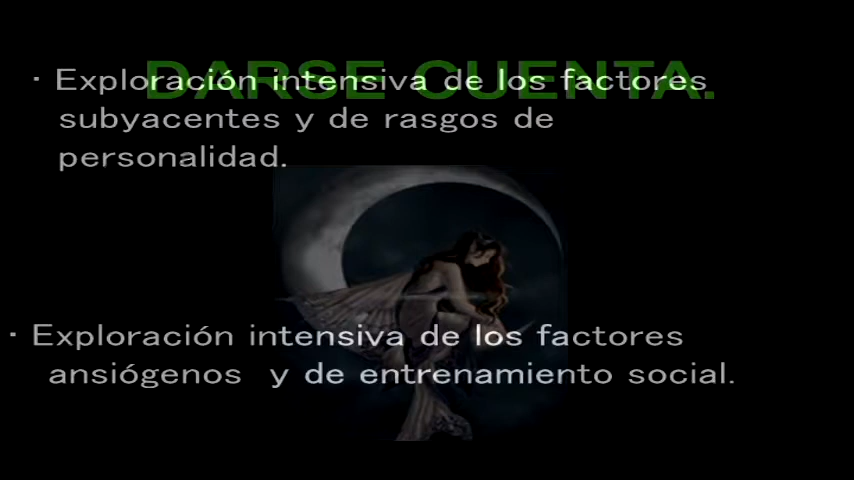 DARSE CUENTA.
· Exploración intensiva de los factores
subyacentes y de rasgos de
personalidad.
· Exploración intensiva de los factores
ansiógenos y de entrenamiento social.